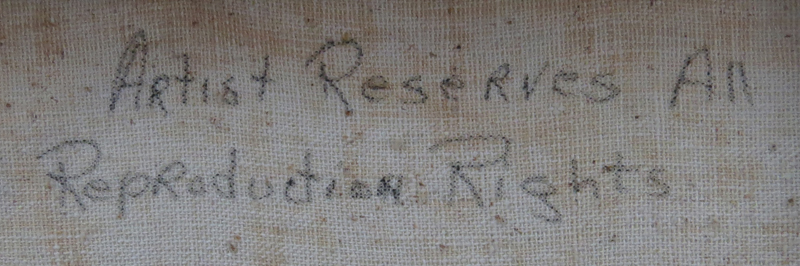 Artist Reserves All
Reproduction Rights